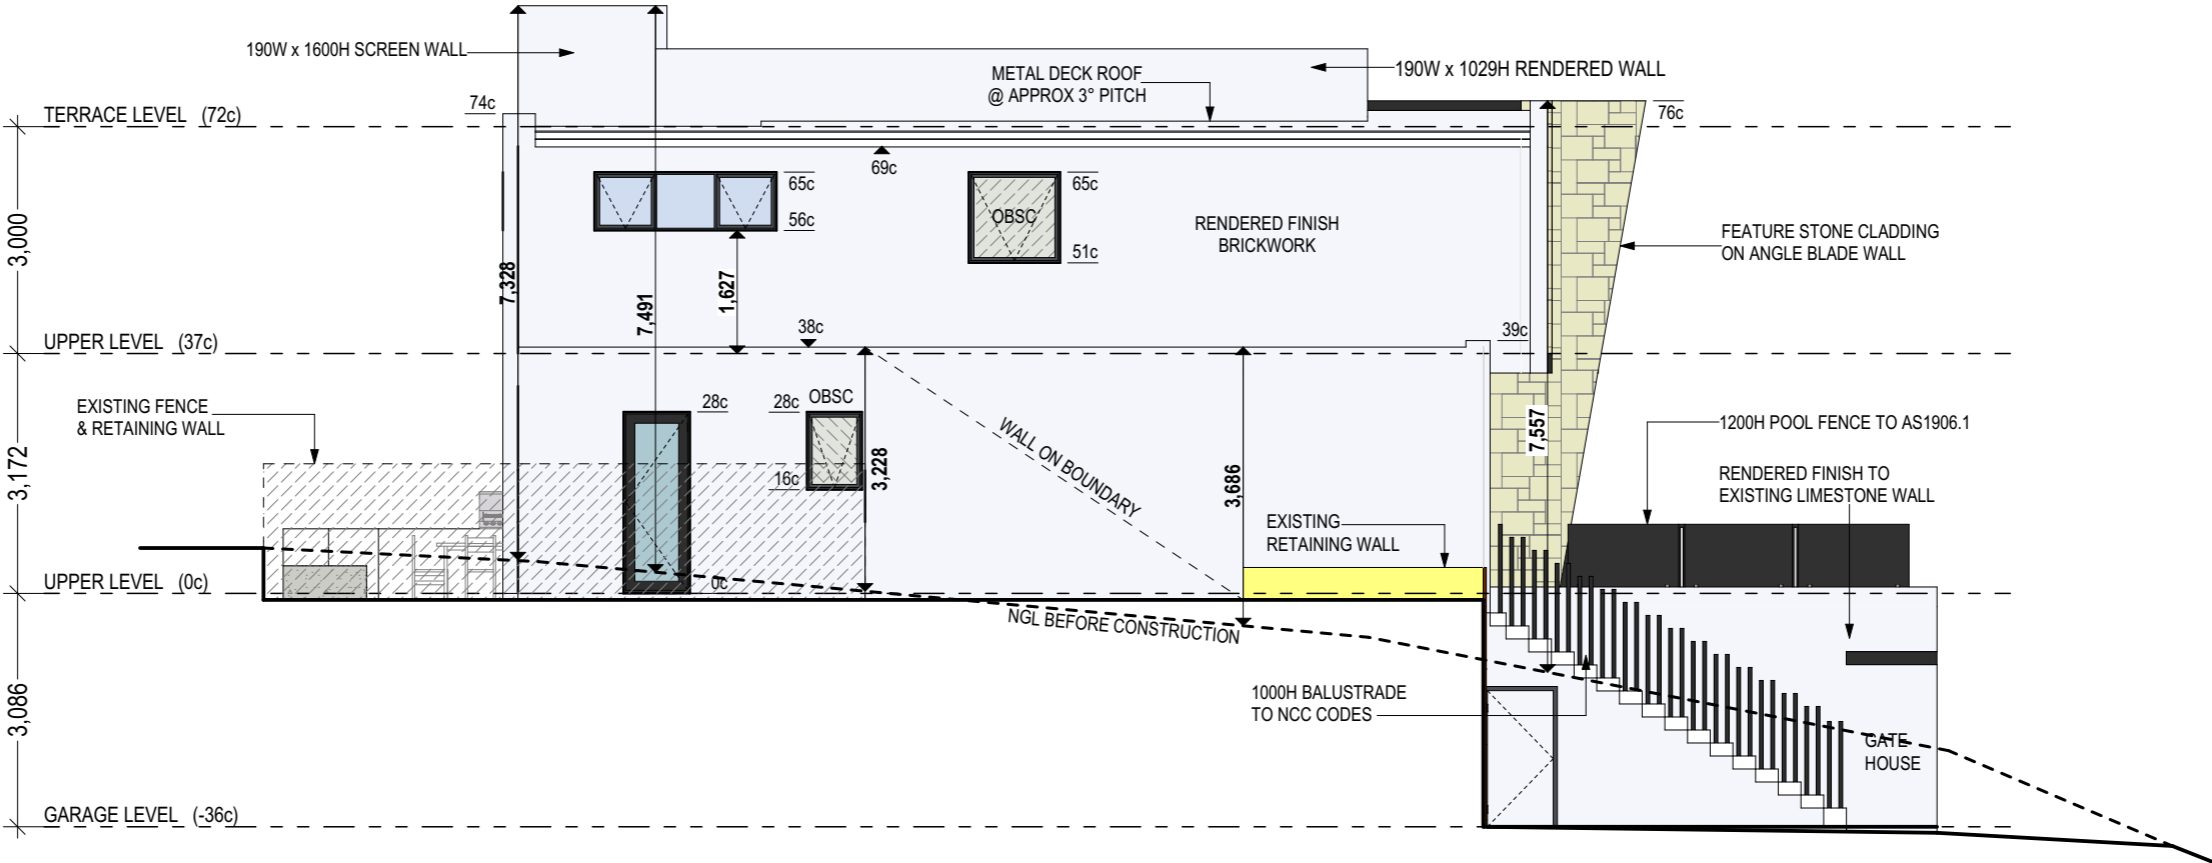 190W x 1600H SCREEN WALL
METAL DECK ROOF
@ APPROX 3° PITCH
190W x 1029H RENDERED WALL
74c
76c
TERRACE LEVEL (72c)
69c
65c
56c
65c
51c
OBSC
RENDERED FINISH
BRICKWORK
FEATURE STONE CLADDING
ON ANGLE BLADE WALL
3,000
7,328
7,491
1,627
38c
39c
UPPER LEVEL (37c)
EXISTING FENCE
& RETAINING WALL
28c
28c
OBSC
16c
3,228
WALL ON BOUNDARY
3,686
7,557
1200H POOL FENCE TO AS1906.1
RENDERED FINISH TO
EXISTING LIMESTONE WALL
3,172
EXISTING
RETAINING WALL
UPPER LEVEL (0c)
0c
NGL BEFORE CONSTRUCTION
3,086
1000H BALUSTRADE
TO NCC CODES
GATE
HOUSE
GARAGE LEVEL (-36c)